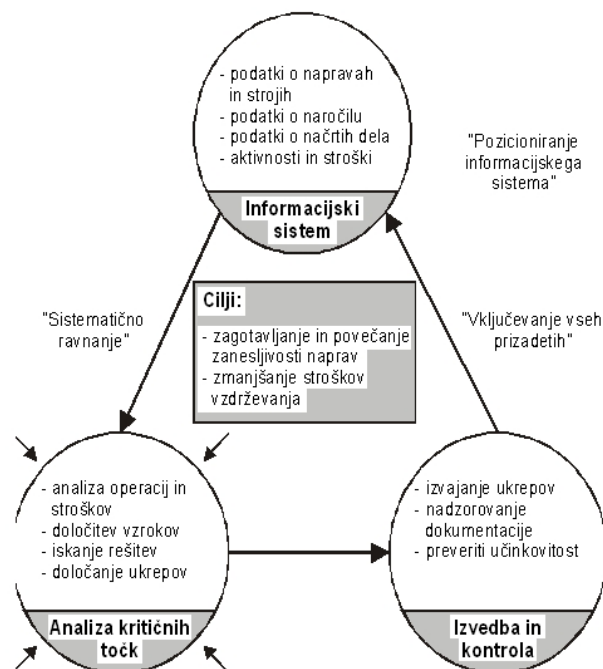 - podatki o napravah
in strojih
- podatki o naročilu
- podatki o načrtih dela
- aktivnosti in stroški
Informacijski
sistem
"Pozicioniranje
informacijskega
sistema"
"Sistematično
ravnanje"
Cilji:
- zagotavljanje in povečanje
zanesljivosti naprav
- zmanjšanje stroškov
vzdrževanja
"Vključevanje vseh
prizadetih"
- analiza operacij in
stroškov
- določitev vzrokov
- iskanje rešitev
- določanje ukrepov
Analiza kritičnih
točk
- izvajanje ukrepov
- nadzorovanje
dokumentacije
- preveriti učinkovitost
Izvedba in
kontrola